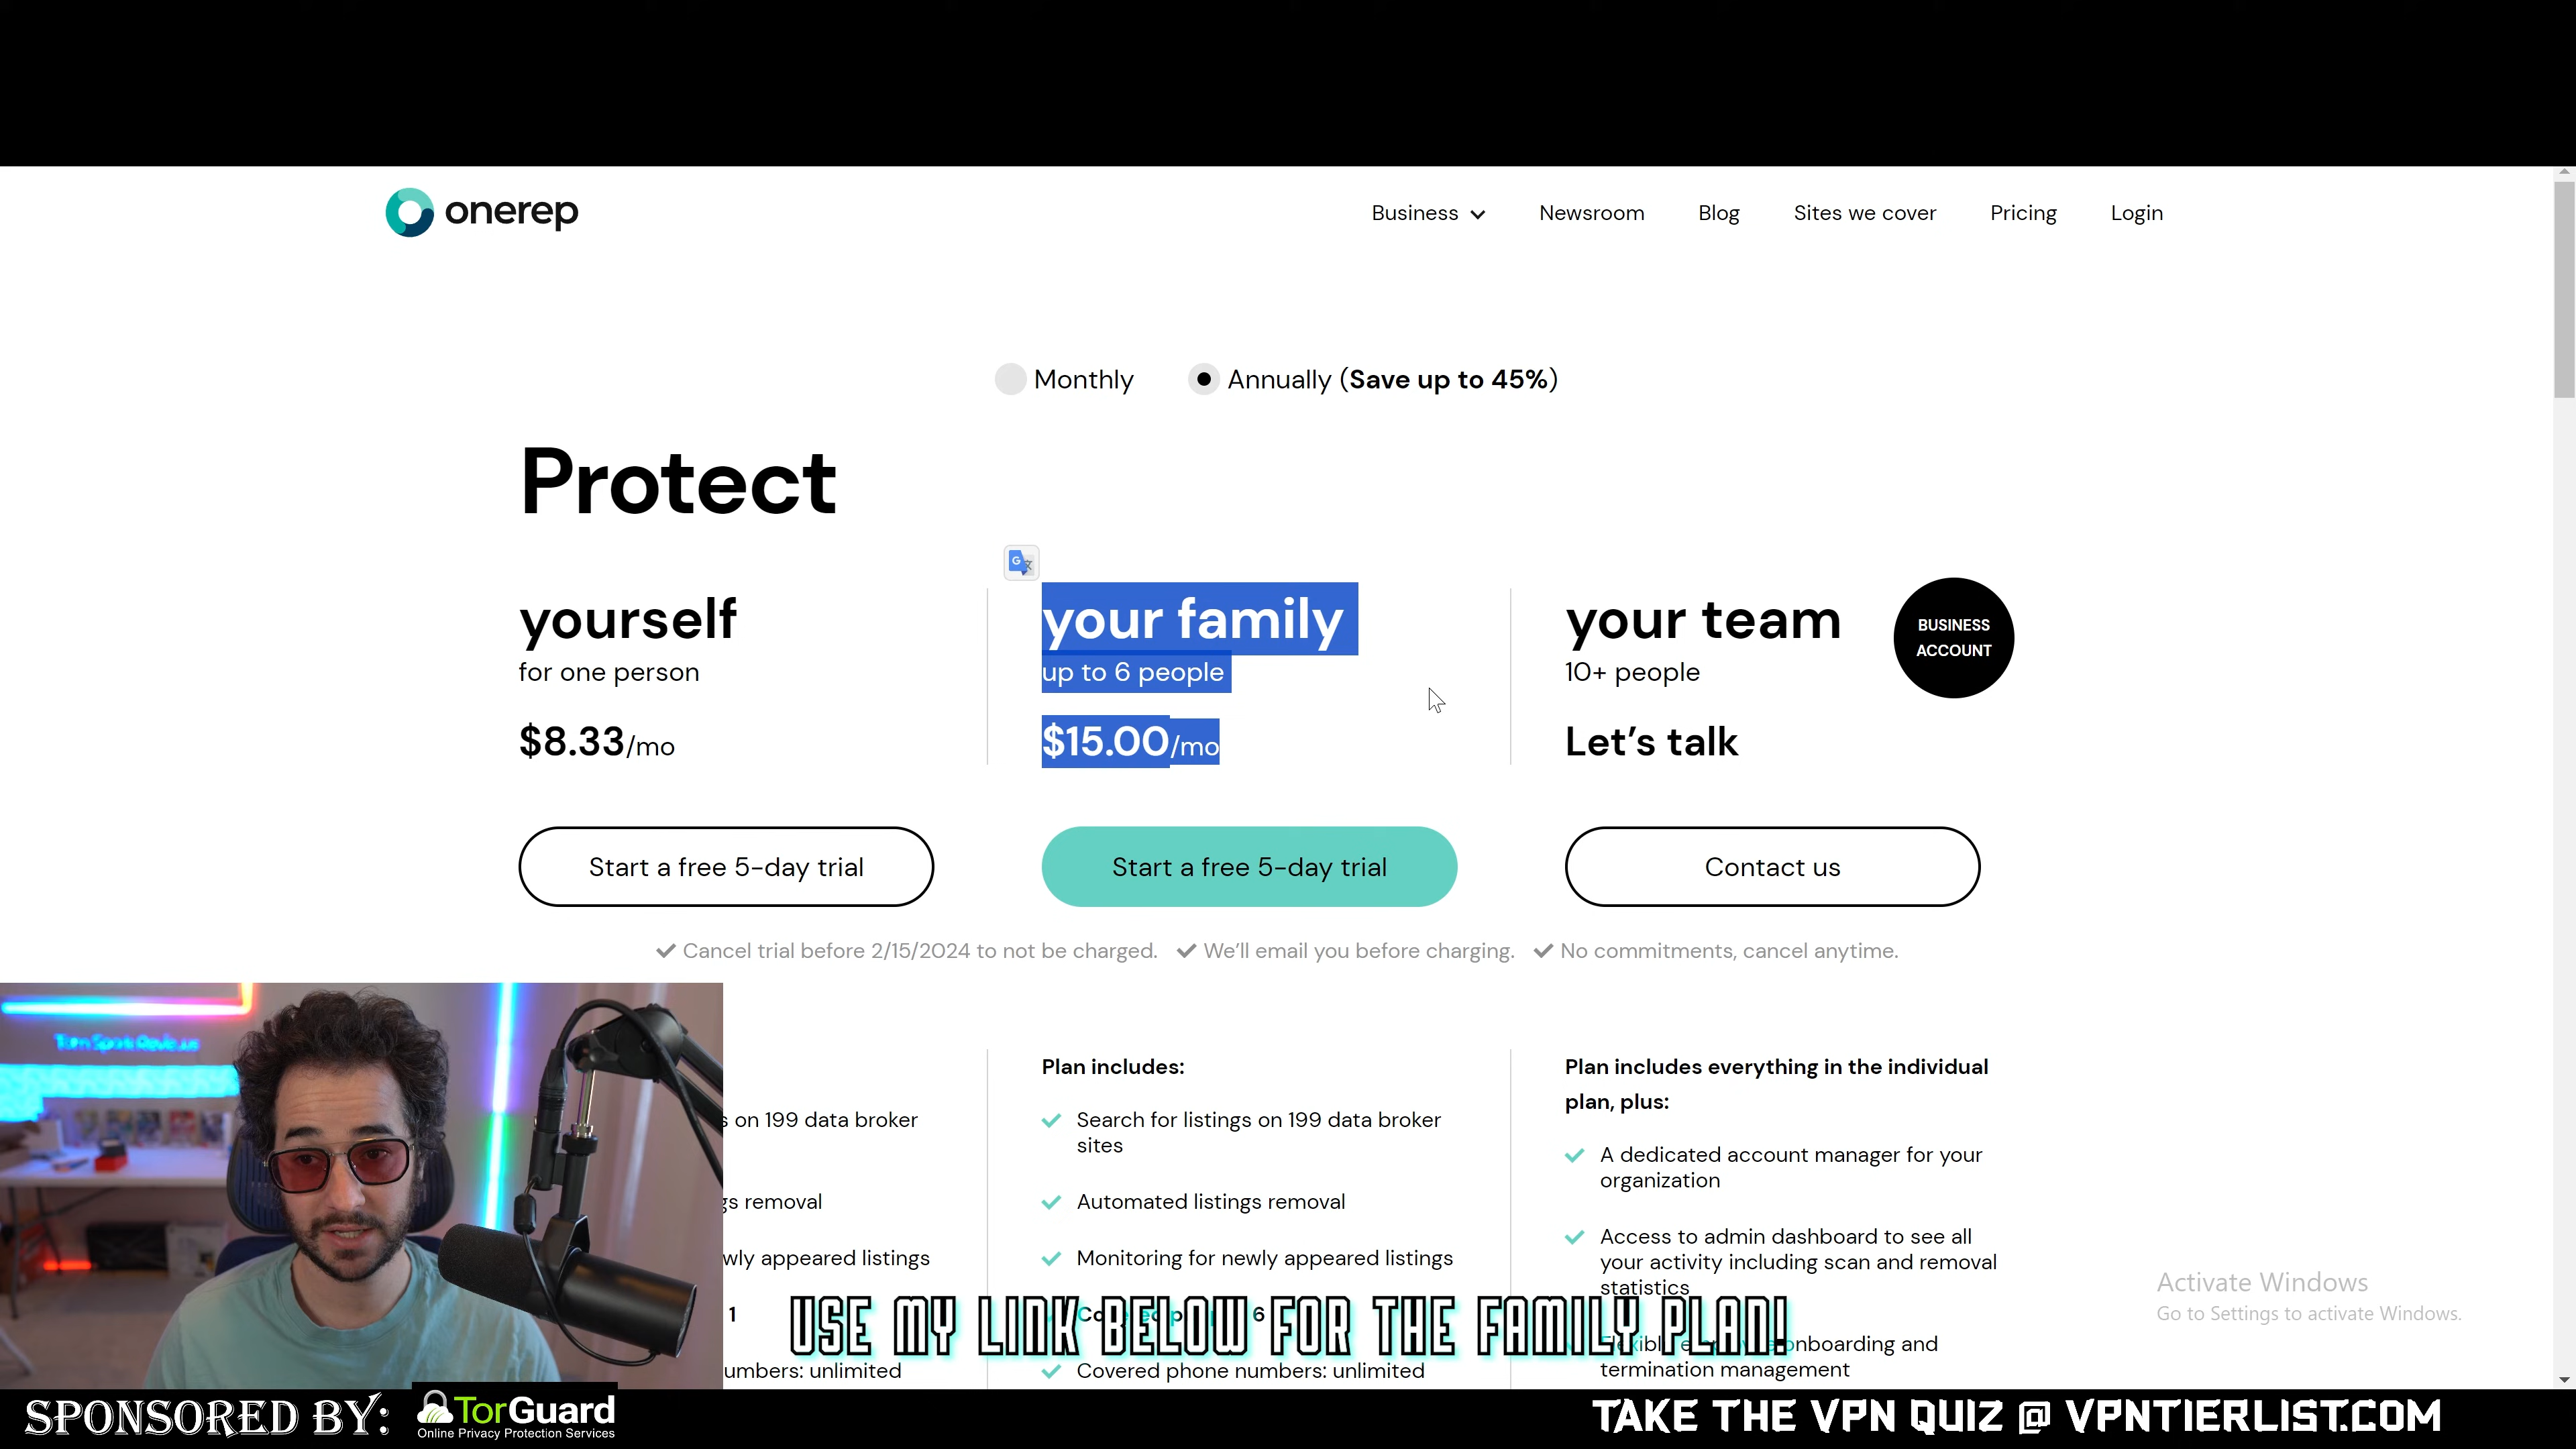 onerep
Business
Newsroom
Blog
Sites we cover
Pricing
Login
Monthly
Annually (Save up to 45%)
Protect
yourself
for one person
$8.33/mo
Start a free 5-day trial
your family
up to 6 people
$15.00/mo
Start a free 5-day trial
your team
10+ people
BUSINESS
ACCOUNT
Let's talk
Contact us
Cancel trial before 2/15/2024 to not be charged.
We'll email you before charging.
No commitments, cancel anytime.
Tom Spark Reviews
on 199 data broker
removal
appeared listings
1
unlimited
Plan includes:
Search for listings on 199 data broker
sites
Automated listings removal
Monitoring for newly appeared listings
6
Covered phone numbers: unlimited
Plan includes everything in the individual
plan, plus:
A dedicated account manager for your
organization
Access to admin dashboard to see all
your activity including scan and removal
statistics
onboarding and
termination management
USE MY LINK BELOW FOR THE FAMILY PLAN!
Activate Windows
Go to Settings to activate Windows.
SPONSORED BY:
TorGuard
Online Privacy Protection Services
TAKE THE VPN QUIZ @ VPNTIERLIST.COM